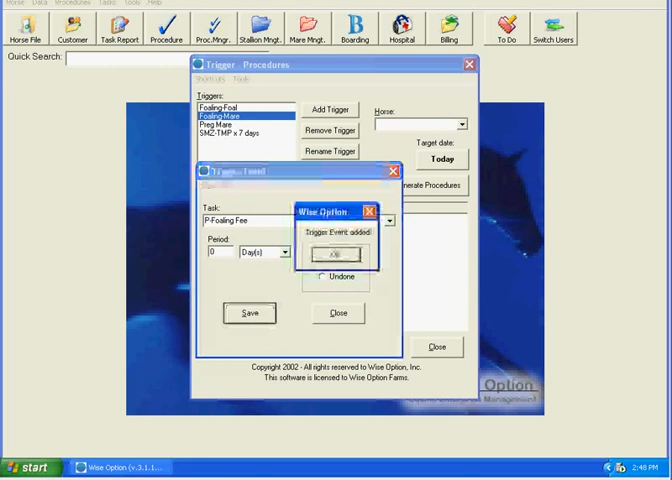 Horse Data Procedures Tasks Tools Help
Horse File Customer Task Report Procedure Proc.Mgmt. Stallion Mngt. Mare Mngt. Boarding Hospital Billing To Do Switch Users
Quick Search:
Trigger - Procedures
Shortcuts Tools
Triggers:
Foaling-Foal
Foaling-Mare
Preg Mare
SMZ-TMP x 7 days
Add Trigger
Remove Trigger
Rename Trigger
Horse:
Target date:
Today
enerate Procedures
Task:
P-Foaling Fee
Period:
0 Day(s)
Wise Option
Trigger Event added!
Undone
Save
Close
Close
Copyright 2002 - All rights reserved to Wise Option, Inc.
This software is licensed to Wise Option Farms.
Option
Management
start
Wise Option (v.3.1.1...
2:48 PM